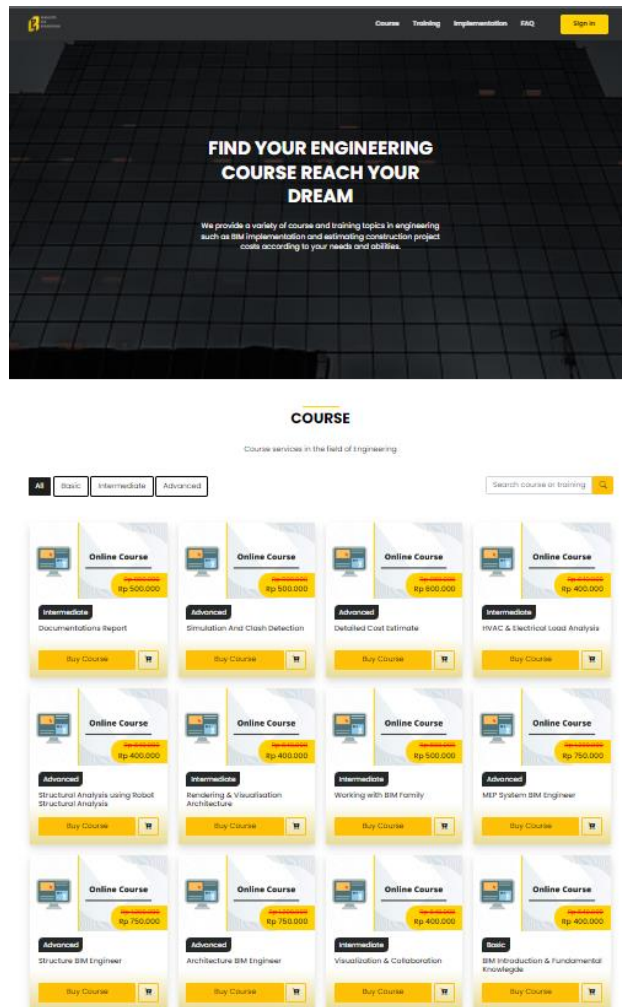 Course Training Implementation FAQ Sign in
FIND YOUR ENGINEERING
COURSE REACH YOUR
DREAM
We provide a variety of course and training topics in engineering
such as BIM implementation and estimating construction project
costs according to your needs and abilities.
COURSE
Course services in the field of Engineering
All Basic Intermediate Advanced Search course or training
Online Course Online Course Online Course Online Course
Rp 500.000 Rp 500.000 Rp 600.000 Rp 400.000
Intermediate Advanced Advanced Intermediate
Documentations Report Simulation And Clash Detection Detailed Cost Estimate HVAC & Electrical Load Analysis
Buy Course Buy Course Buy Course Buy Course
Online Course Online Course Online Course Online Course
Rp 400.000 Rp 400.000 Rp 500.000 Rp 750.000
Advanced Intermediate Intermediate Advanced
Structural Analysis using Robot Rendering & Visualisation Working with BIM Family MEP System BIM Engineer
Structural Analysis Architecture
Buy Course Buy Course Buy Course Buy Course
Online Course Online Course Online Course Online Course
Rp 750.000 Rp 750.000 Rp 400.000 Rp 400.000
Advanced Advanced Intermediate Basic
Structure BIM Engineer Architecture BIM Engineer Visualization & Collaboration BIM Introduction & Fundamental
Knowlegde
Buy Course Buy Course Buy Course Buy Course